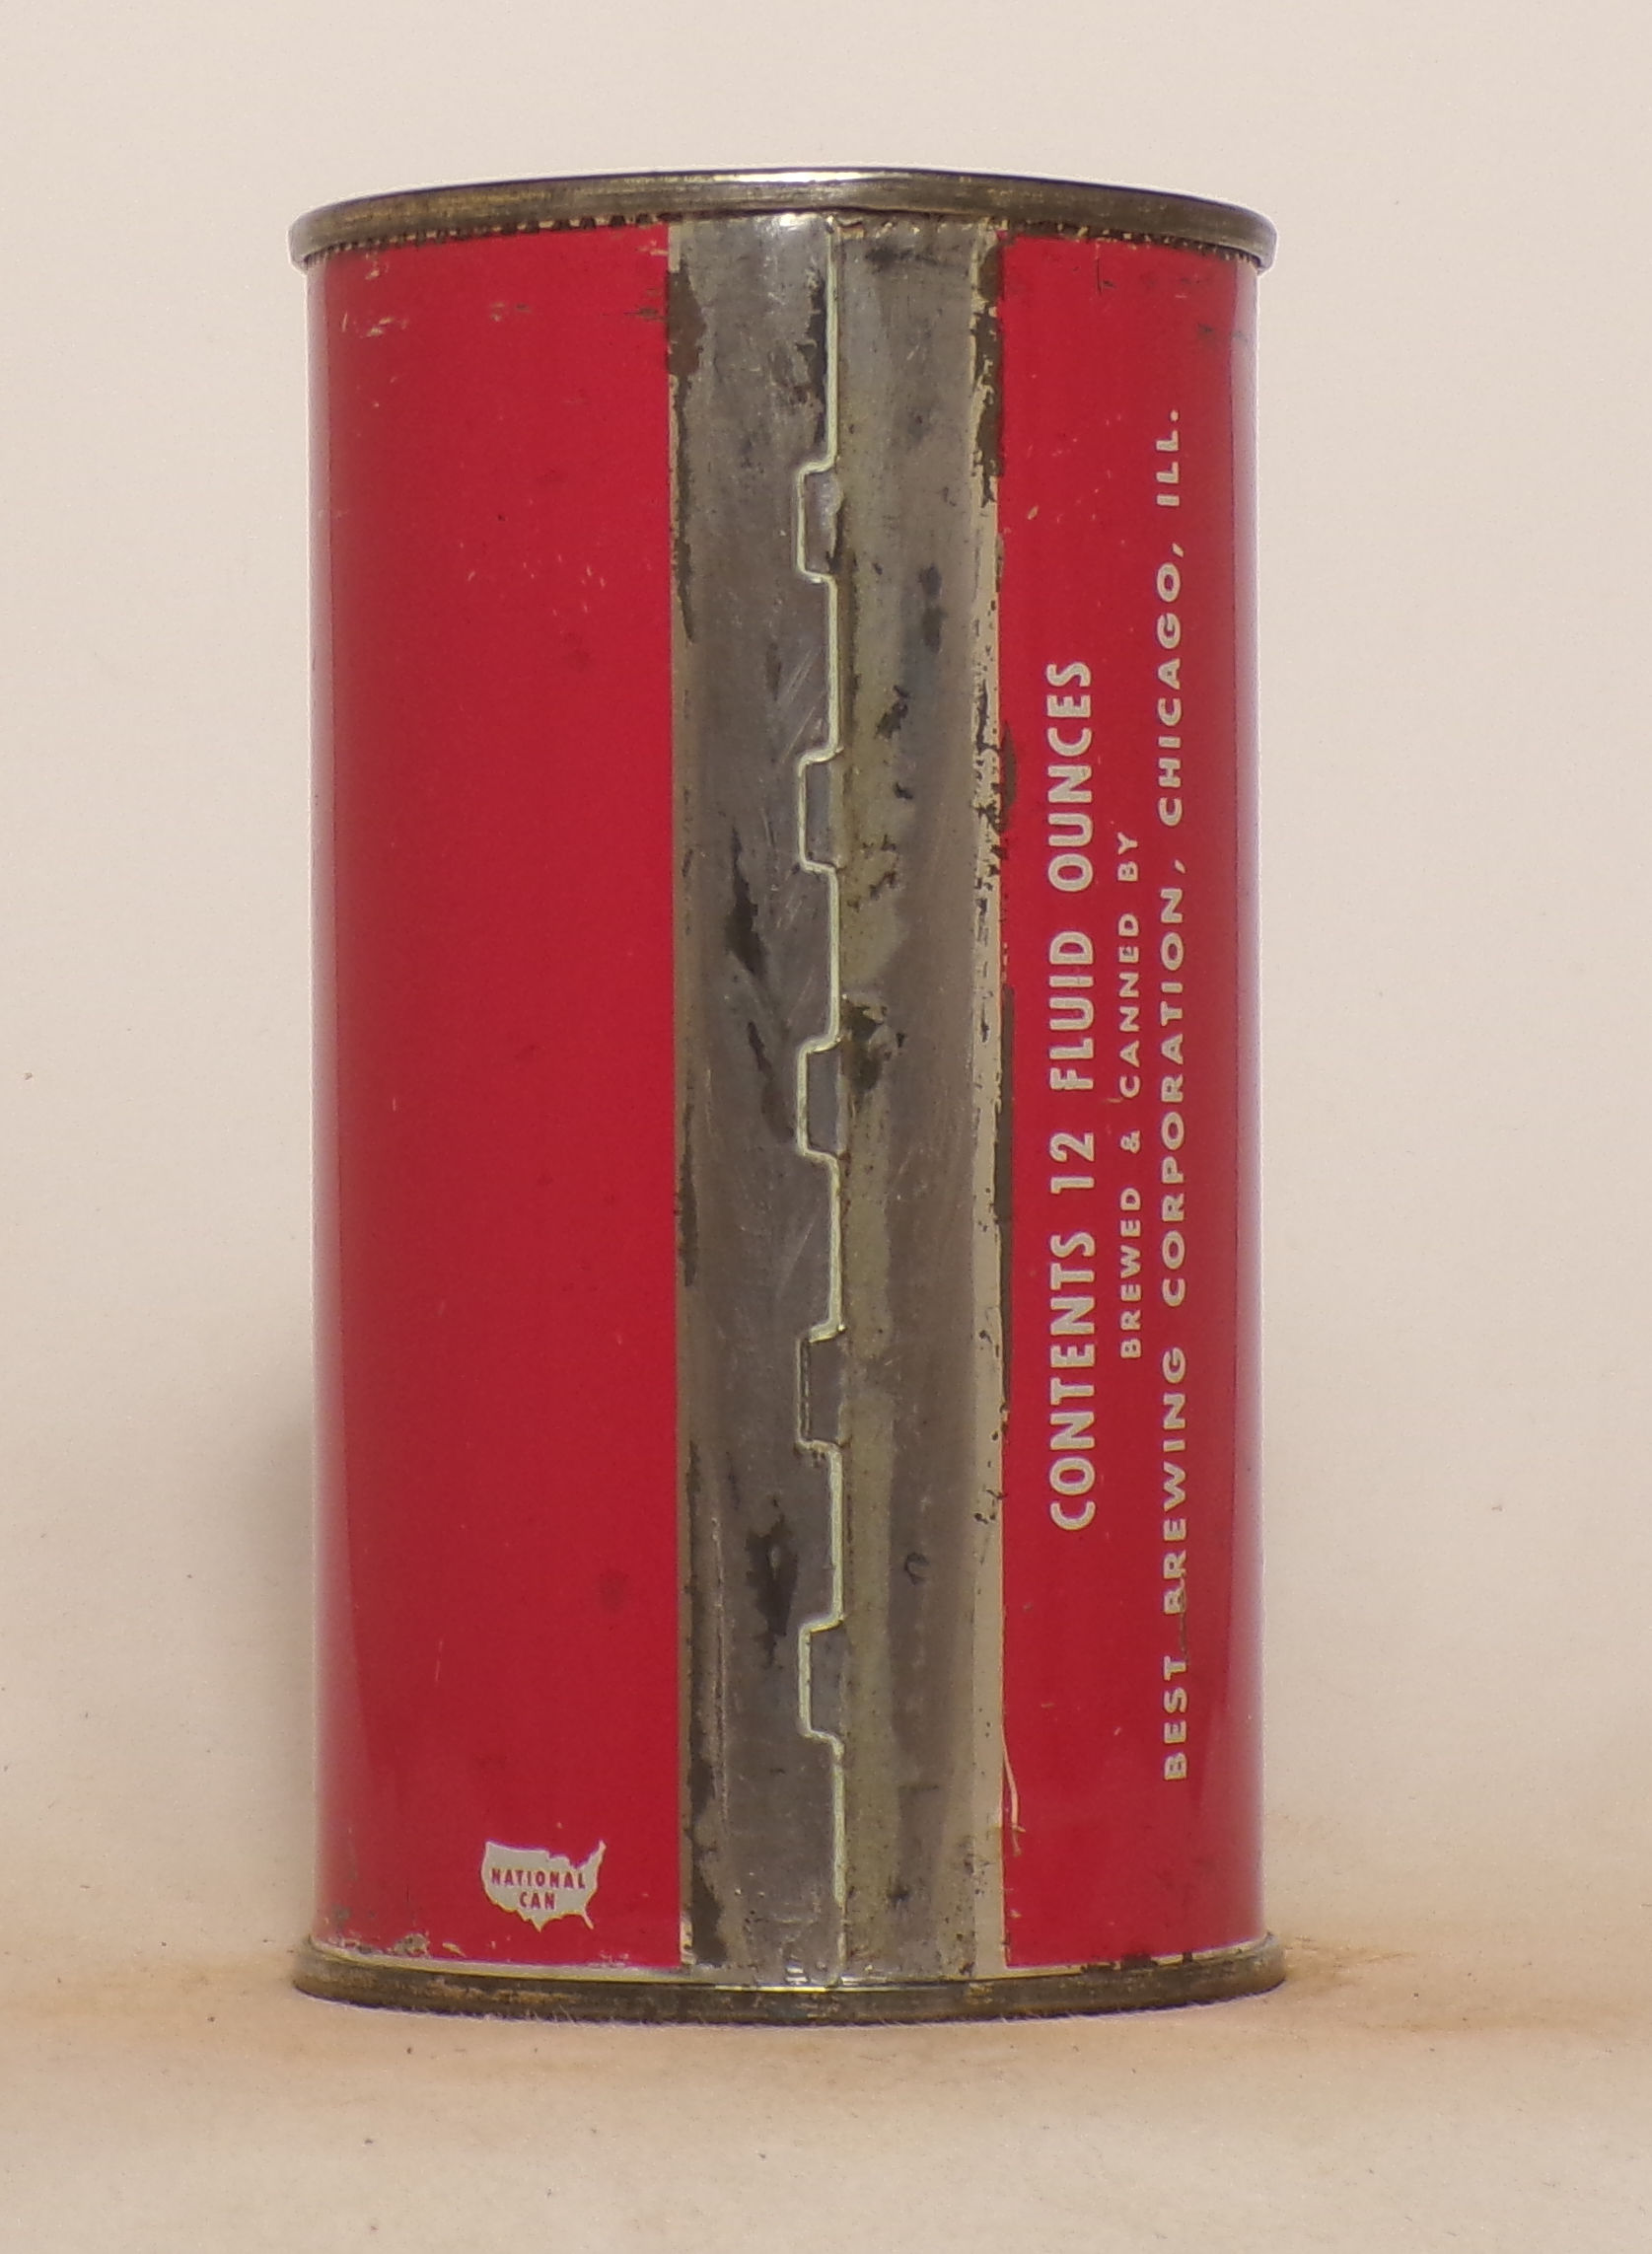 CONTENTS 12 FLUID OUNCES
BREWED & CANNED BY
BEST BREWING CORPORATION, CHICAGO, ILL.
NATIONAL
CAN